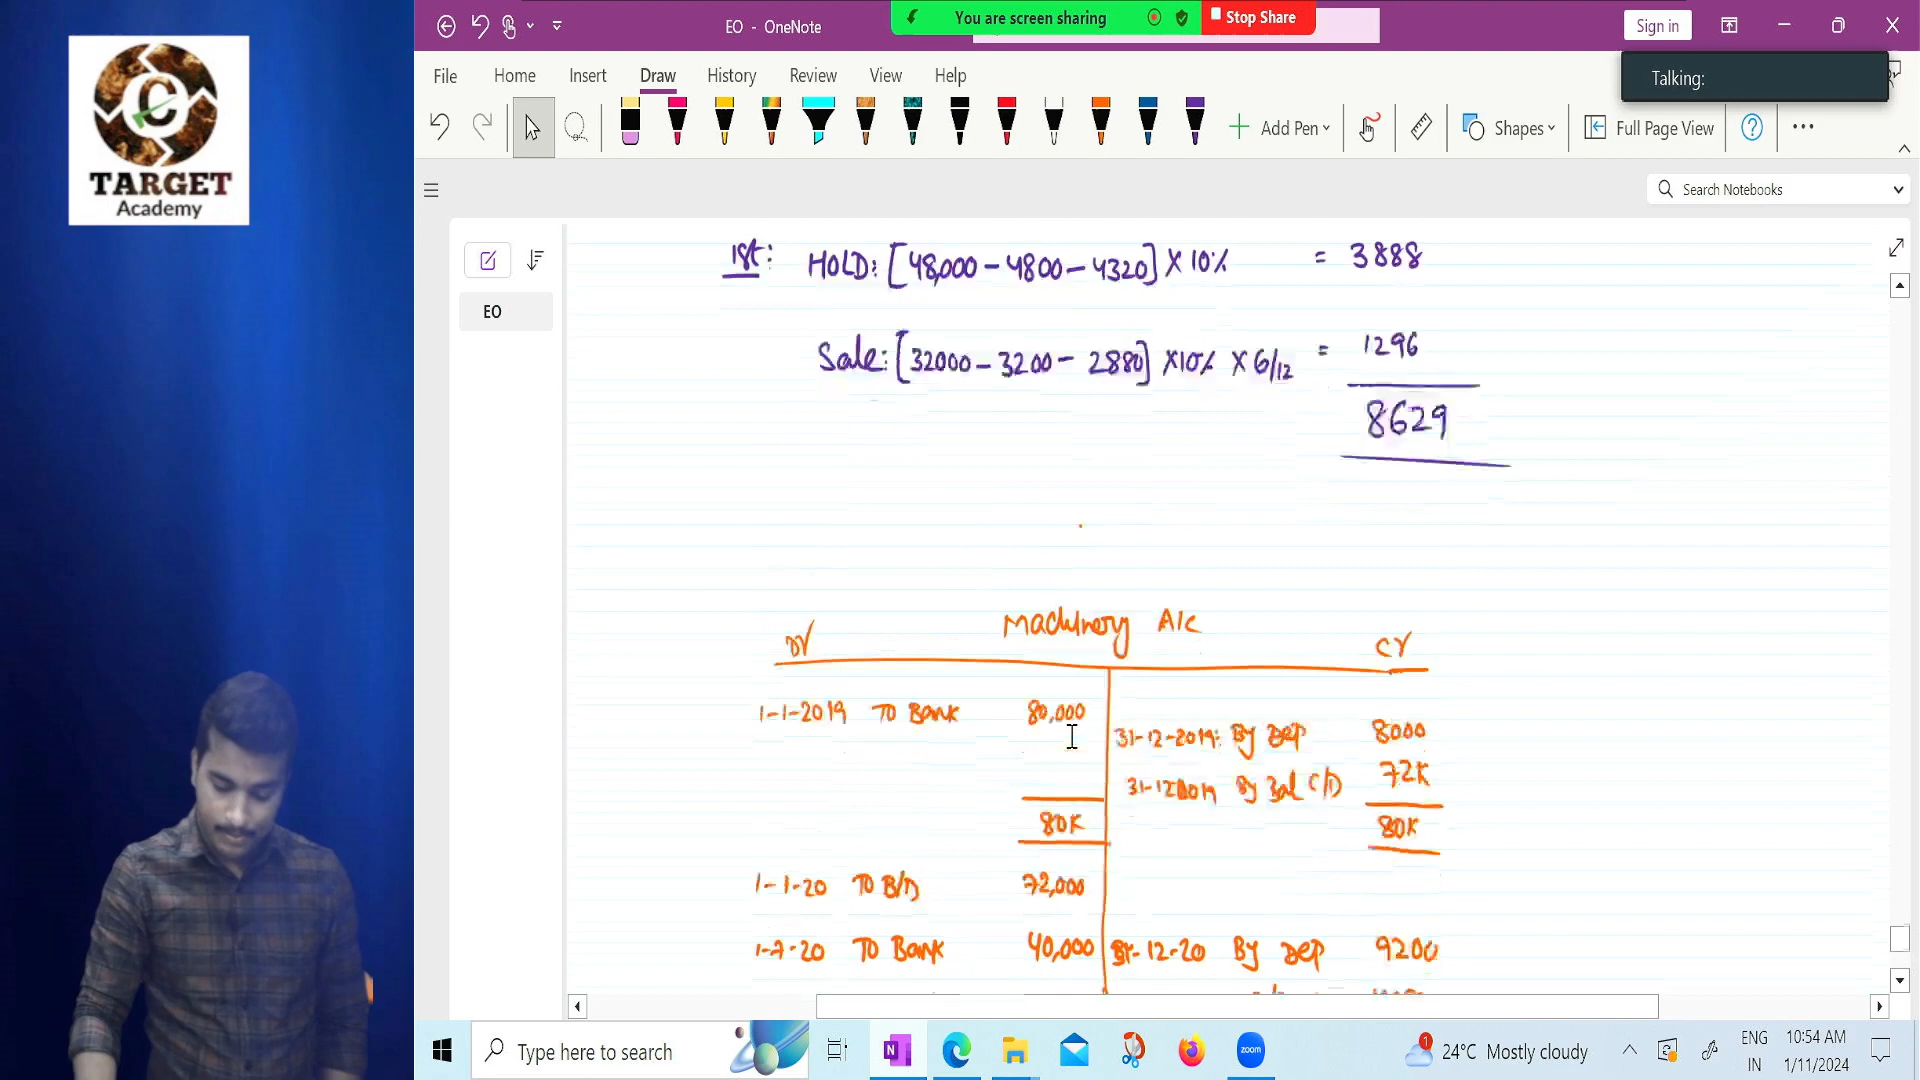 TARGET
Academy
EO - OneNote
You are screen sharing
Stop Share
Sign in
File Home Insert Draw History Review View Help
Talking:
Add Pen
Shapes
Full Page View
Search Notebooks
EO
1st: HOLD: [48,000 - 4800 - 4320] X 10% = 3888
Sale: [32000 - 3200 - 2880] X10% X 6/12 = 1296
8629
Machinery A/c
Dr Cr
1-1-2019 To Bank 80,000
31-12-2019: By Dep 8000
By Bal C/D 72K
80K 80K
1-1-20 To B/D 72,000
1-7-20 To Bank 40,000 31-12-20 By Dep 9200
Type here to search
zoom
1
24°C Mostly cloudy
ENG
IN
10:54 AM
1/11/2024